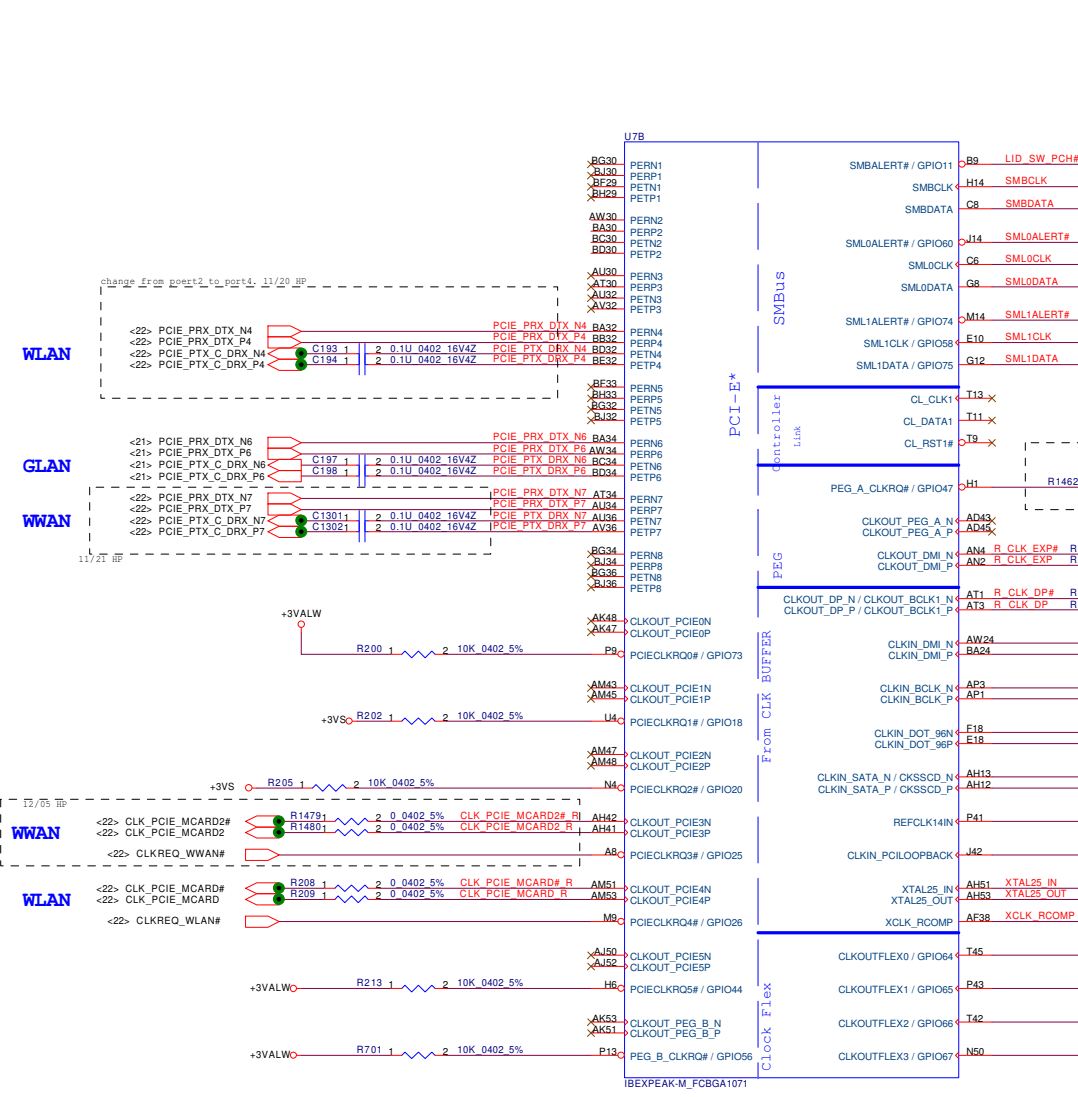 U7B
BG30 PERN1 SMBALERT# / GPIO11 B9 LID_SW_PCH#
BJ30 PERP1
BF29 PETN1 SMBCLK H14 SMBCLK
BH29 PETP1
SMBDATA C8 SMBDATA
AW30 PERN2
BA30 PERP2
BC30 PETN2 SML0ALERT# / GPIO60 J14 SML0ALERT#
BD30 PETP2
SML0CLK C6 SML0CLK
AU30 PERN3
AT30 PERP3 SML0DATA G8 SML0DATA
AU32 PETN3
AV32 PETP3
SMBus
change from poert2 to port4. 11/20 HP
SML1ALERT# / GPIO74 M14 SML1ALERT#
<22> PCIE_PRX_DTX_N4 PCIE_PRX_DTX_N4 BA32 PERN4
<22> PCIE_PRX_DTX_P4 PCIE_PRX_DTX_P4 BB32 PERP4 SML1CLK / GPIO58 E10 SML1CLK
WLAN
<22> PCIE_PTX_C_DRX_N4 C193 1 2 0.1U_0402_16V4Z PCIE_PTX_DRX_N4 BD32 PETN4
<22> PCIE_PTX_C_DRX_P4 C194 1 2 0.1U_0402_16V4Z PCIE_PTX_DRX_P4 BE32 PETP4 SML1DATA / GPIO75 G12 SML1DATA
PCI-E*
BF33 PERN5
BH33 PERP5 CL_CLK1 T13
BG32 PETN5
BJ32 PETP5 CL_DATA1 T11
Controller
Link
<21> PCIE_PRX_DTX_N6 PCIE_PRX_DTX_N6 BA34 PERN6 CL_RST1# T9
<21> PCIE_PRX_DTX_P6 PCIE_PRX_DTX_P6 AW34 PERP6
GLAN
<21> PCIE_PTX_C_DRX_N6 C197 1 2 0.1U_0402_16V4Z PCIE_PTX_DRX_N6 BC34 PETN6
<21> PCIE_PTX_C_DRX_P6 C198 1 2 0.1U_0402_16V4Z PCIE_PTX_DRX_P6 BD34 PETP6
PEG_A_CLKRQ# / GPIO47 H1 R1462
<22> PCIE_PRX_DTX_N7 PCIE_PRX_DTX_N7 AT34 PERN7
<22> PCIE_PRX_DTX_P7 PCIE_PRX_DTX_P7 AU34 PERP7
WWAN
<22> PCIE_PTX_C_DRX_N7 C1301 1 2 0.1U_0402_16V4Z PCIE_PTX_DRX_N7 AU36 PETN7 CLKOUT_PEG_A_N AD43
<22> PCIE_PTX_C_DRX_P7 C1302 1 2 0.1U_0402_16V4Z PCIE_PTX_DRX_P7 AV36 PETP7 CLKOUT_PEG_A_P AD45
11/21 HP
BG34 PERN8 CLKOUT_DMI_N AN4 R_CLK_EXP# R
BJ34 PERP8 CLKOUT_DMI_P AN2 R_CLK_EXP R
BG36 PETN8
BJ36 PETP8
PEG
CLKOUT_DP_N / CLKOUT_BCLK1_N AT1 R_CLK_DP# R
CLKOUT_DP_P / CLKOUT_BCLK1_P AT3 R_CLK_DP R
+3VALW
AK48 CLKOUT_PCIE0N
AK47 CLKOUT_PCIE0P
CLKIN_DMI_N AW24
R200 1 2 10K_0402_5% P9 PCIECLKRQ0# / GPIO73 CLKIN_DMI_P BA24
AM43 CLKOUT_PCIE1N CLKIN_BCLK_N AP3
AM45 CLKOUT_PCIE1P CLKIN_BCLK_P AP1
From CLK BUFFER
+3VS R202 1 2 10K_0402_5% U4 PCIECLKRQ1# / GPIO18
CLKIN_DOT_96N F18
CLKIN_DOT_96P E18
AM47 CLKOUT_PCIE2N
AM48 CLKOUT_PCIE2P
CLKIN_SATA_N / CKSSCD_N AH13
+3VS R205 1 2 10K_0402_5% N4 PCIECLKRQ2# / GPIO20 CLKIN_SATA_P / CKSSCD_P AH12
12/05 HP
<22> CLK_PCIE_MCARD2# R1479 1 2 0_0402_5% CLK_PCIE_MCARD2#_R AH42 CLKOUT_PCIE3N REFCLK14IN P41
WWAN
<22> CLK_PCIE_MCARD2 R1480 1 2 0_0402_5% CLK_PCIE_MCARD2_R AH41 CLKOUT_PCIE3P
<22> CLKREQ_WWAN# A8 PCIECLKRQ3# / GPIO25 CLKIN_PCILOOPBACK J42
<22> CLK_PCIE_MCARD# R208 1 2 0_0402_5% CLK_PCIE_MCARD#_R AM51 CLKOUT_PCIE4N XTAL25_IN AH51 XTAL25_IN
WLAN
<22> CLK_PCIE_MCARD R209 1 2 0_0402_5% CLK_PCIE_MCARD_R AM53 CLKOUT_PCIE4P XTAL25_OUT AH53 XTAL25_OUT
<22> CLKREQ_WLAN# M9 PCIECLKRQ4# / GPIO26 XCLK_RCOMP AF38 XCLK_RCOMP
AJ50 CLKOUT_PCIE5N CLKOUTFLEX0 / GPIO64 T45
AJ52 CLKOUT_PCIE5P
+3VALW R213 1 2 10K_0402_5% H6 PCIECLKRQ5# / GPIO44 CLKOUTFLEX1 / GPIO65 P43
Clock Flex
AK53 CLKOUT_PEG_B_N CLKOUTFLEX2 / GPIO66 T42
AK51 CLKOUT_PEG_B_P
+3VALW R701 1 2 10K_0402_5% P13 PEG_B_CLKRQ# / GPIO56 CLKOUTFLEX3 / GPIO67 N50
IBEXPEAK-M_FCBGA1071